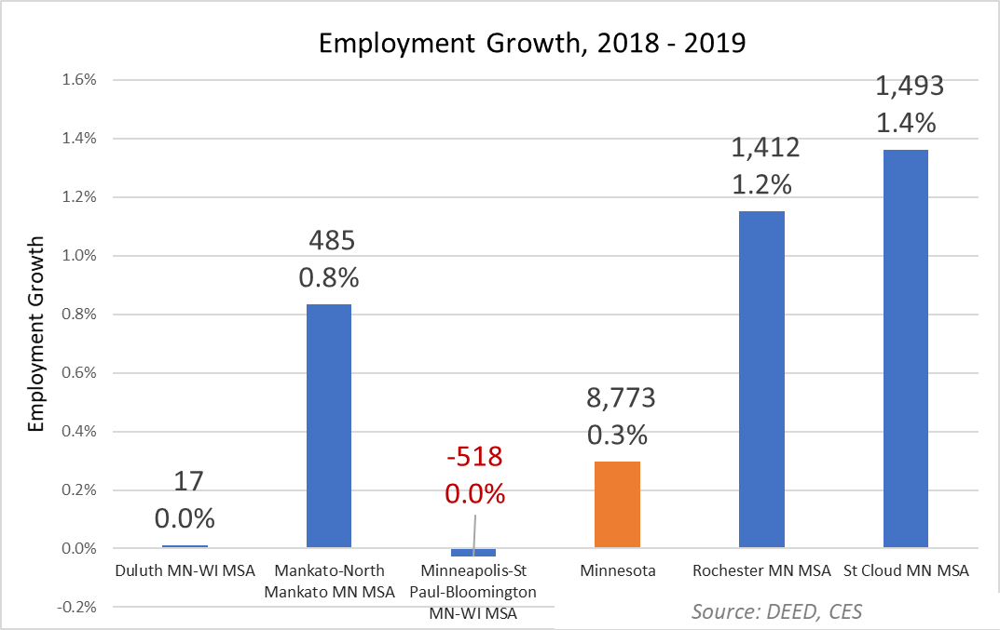 Employment Growth, 2018 - 2019
Employment Growth
1.6%
1.4%
1.2%
1.0%
0.8%
0.6%
0.4%
0.2%
0.0%
-0.2%
17
0.0%
485
0.8%
-518
0.0%
8,773
0.3%
1,412
1.2%
1,493
1.4%
Duluth MN-WI MSA
Mankato-North
Mankato MN MSA
Minneapolis-St
Paul-Bloomington
MN-WI MSA
Minnesota
Rochester MN MSA
St Cloud MN MSA
Source: DEED, CES